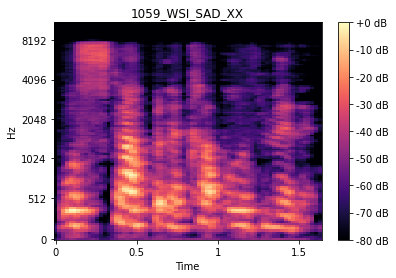 1059_WSI_SAD_XX
8192
4096
2048
1024
512
0
Hz
0
0.5
1
1.5
Time
+0 dB
-10 dB
-20 dB
-30 dB
-40 dB
-50 dB
-60 dB
-70 dB
-80 dB